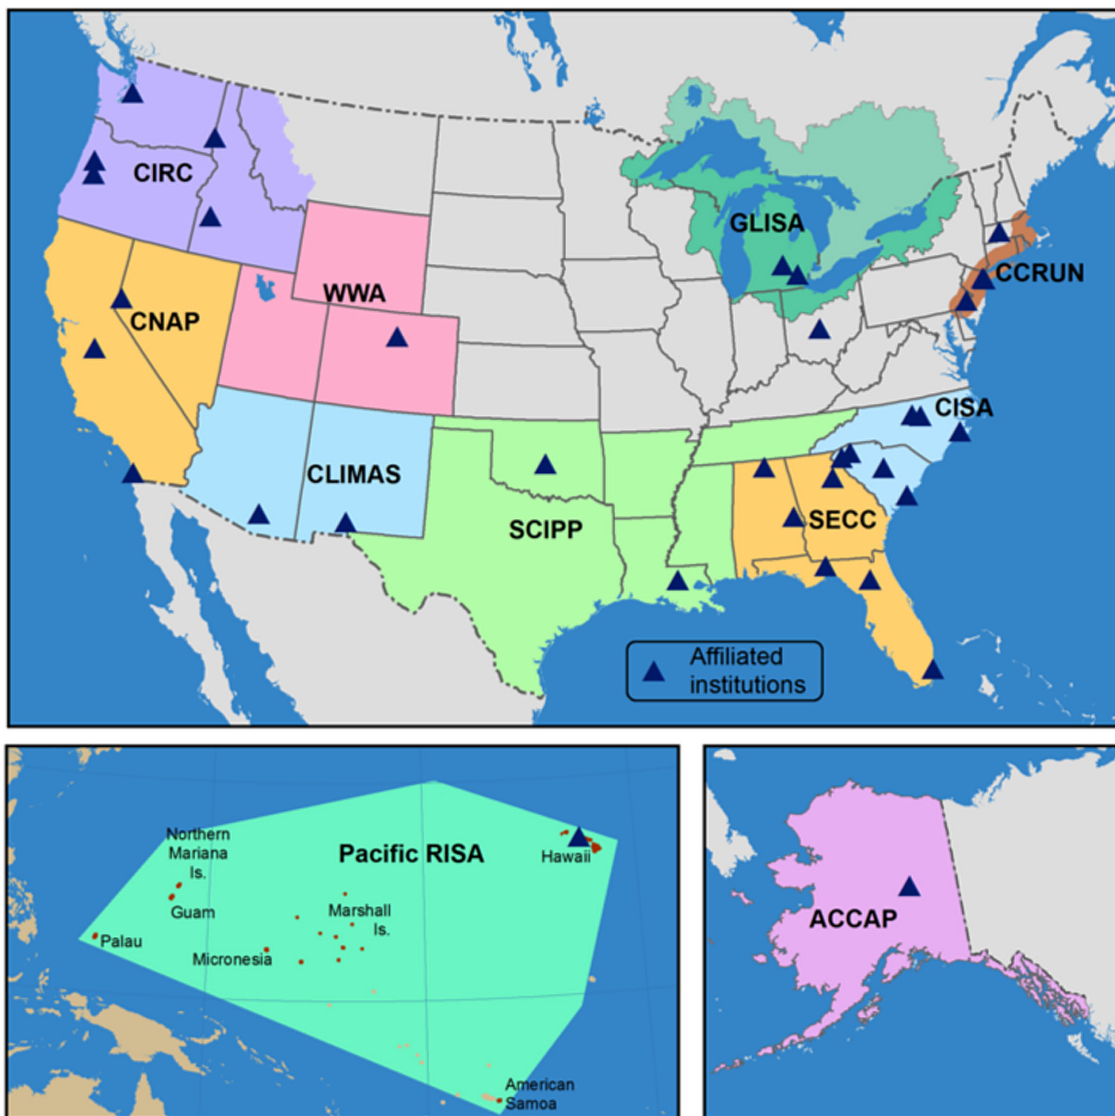 CIRC
GLISA
CCRUN
WWA
CNAP
CISA
CLIMAS
SCIPP
SECC
Affiliated
institutions
Northern
Mariana
Is.
Pacific RISA
Hawaii
Guam
Marshall
Is.
Palau
Micronesia
American
Samoa
ACCAP